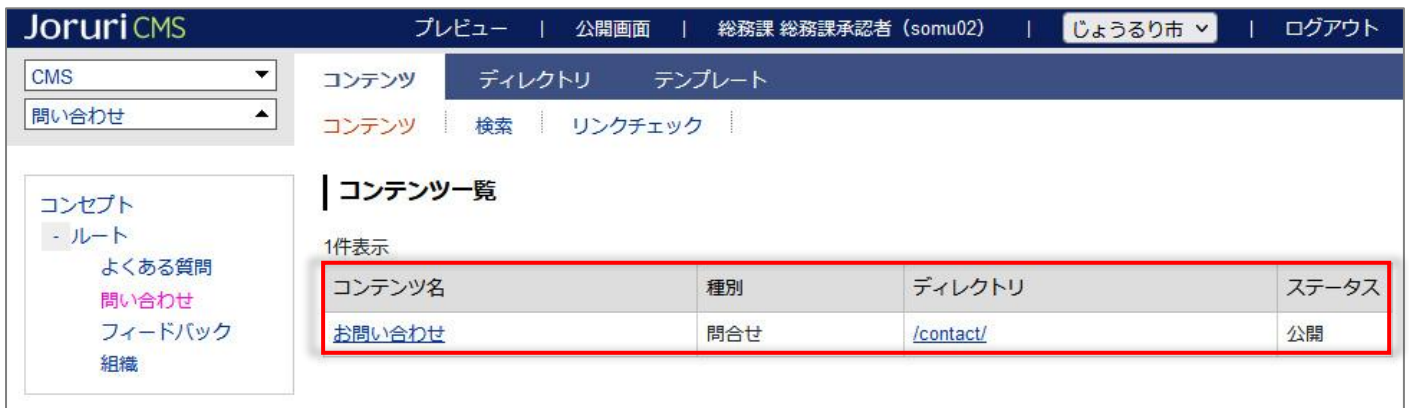 Joruri CMS プレビュー | 公開画面 | 総務課 総務課承認者（somu02） | じょうるり市 | ログアウト
CMS
問い合わせ
コンテンツ ディレクトリ テンプレート
コンテンツ 検索 リンクチェック
コンセプト
- ルート
よくある質問
問い合わせ
フィードバック
組織
コンテンツ一覧
1件表示
コンテンツ名 種別 ディレクトリ ステータス
お問い合わせ 問合せ /contact/ 公開